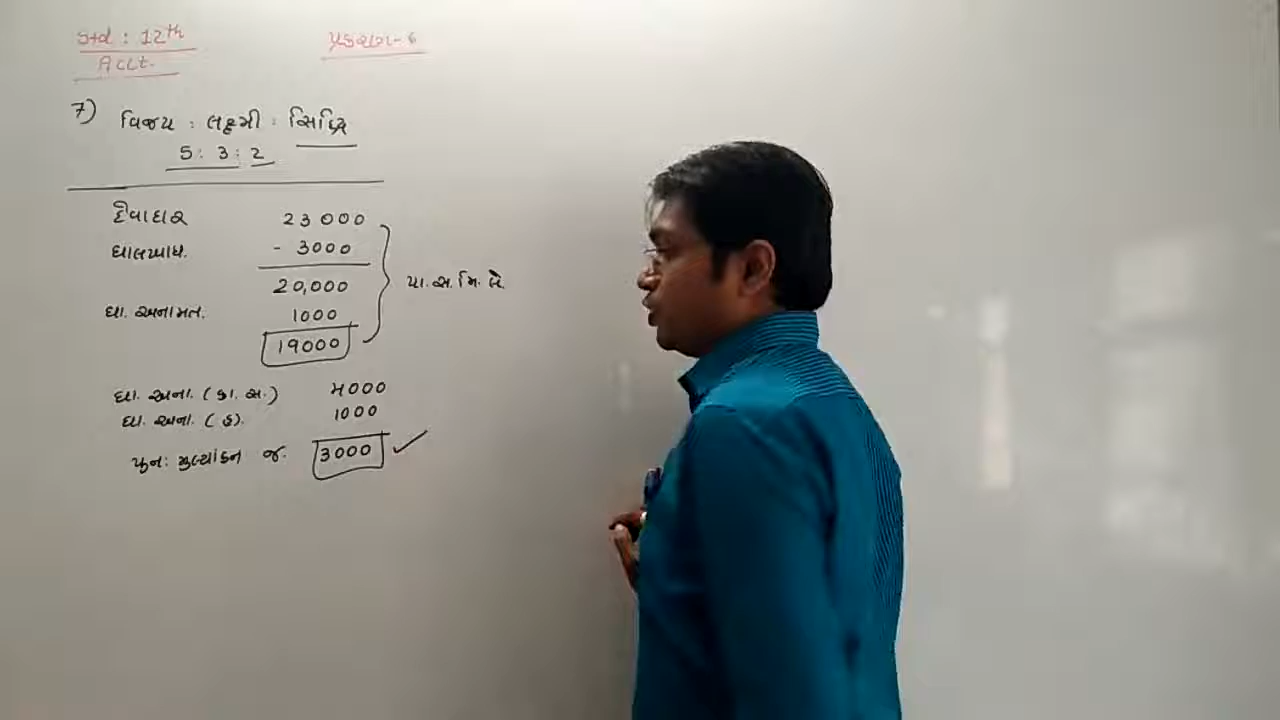 Std : 12th
Acct.
પ્રકરણ-6
7) વિજય : લક્ષ્મી : સિધ્ધિ
5 : 3 : 2
દેવાદાર 23000
ઘાલખાધ. - 3000
20,000
ઘા. અનામત. 1000
19000
પા. સ. મિ. લે.
ઘા. અના. (કા. સ.) 4000
ઘા. અના. (હ). 1000
પુન: મુલ્યાંકન જ. 3000 ✓